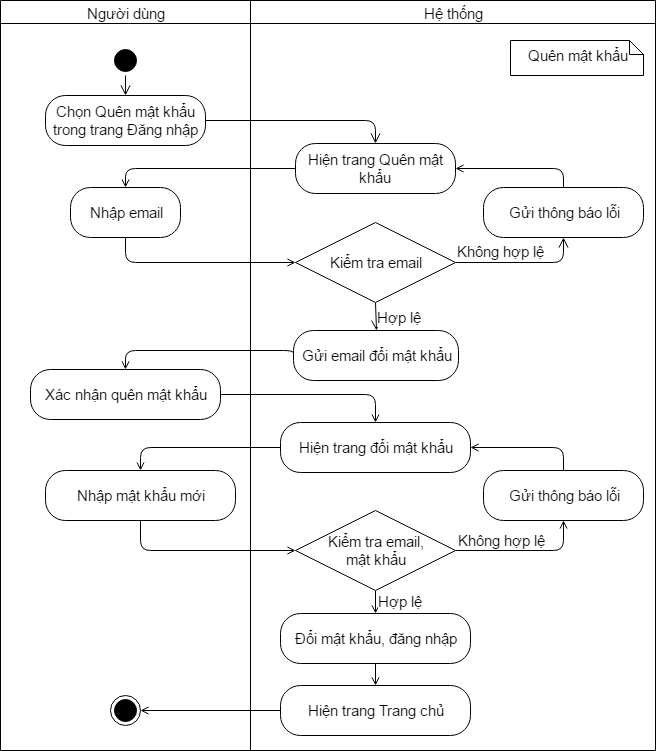 Người dùng
Hệ thống
Quên mật khẩu
Chọn Quên mật khẩu
trong trang Đăng nhập
Hiện trang Quên mật
khẩu
Nhập email
Gửi thông báo lỗi
Kiểm tra email
Không hợp lệ
Hợp lệ
Gửi email đổi mật khẩu
Xác nhận quên mật khẩu
Hiện trang đổi mật khẩu
Nhập mật khẩu mới
Gửi thông báo lỗi
Kiểm tra email,
mật khẩu
Không hợp lệ
Hợp lệ
Đổi mật khẩu, đăng nhập
Hiện trang Trang chủ